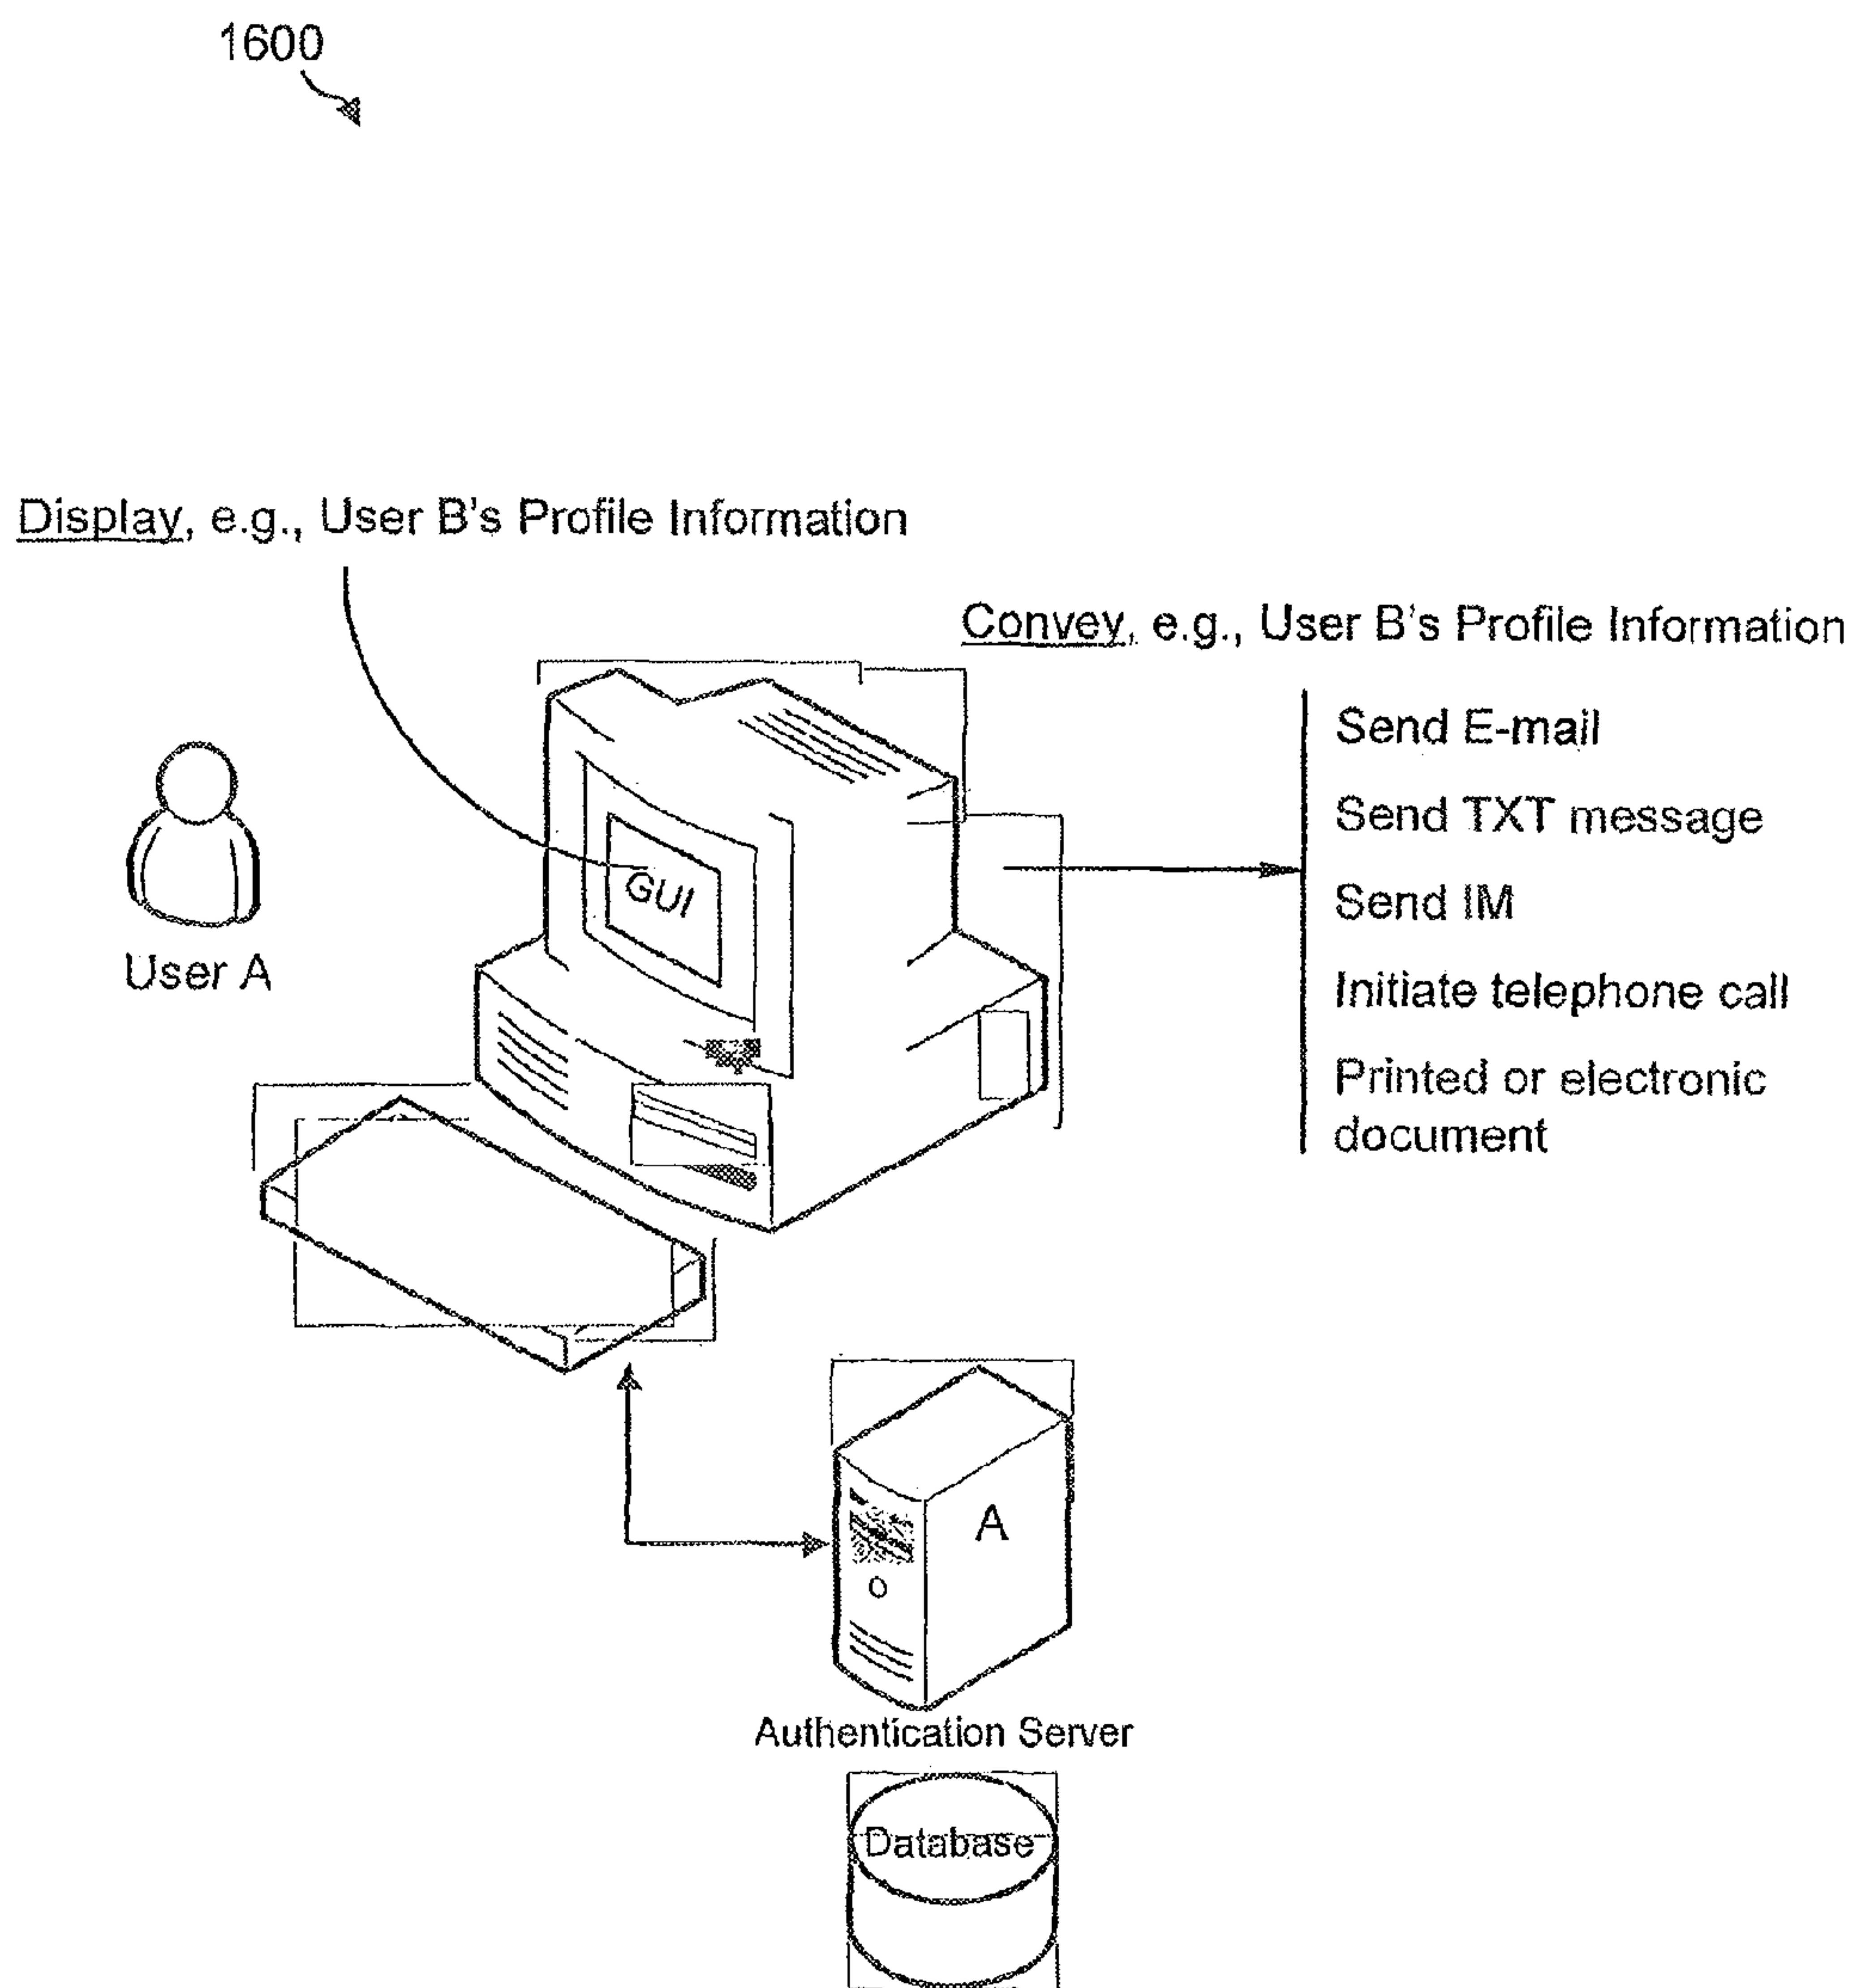 1600
Display, e.g., User B's Profile Information
Convey, e.g., User B's Profile Information
Send E-mail
Send TXT message
Send IM
Initiate telephone call
Printed or electronic
document
GUI
User A
A
Authentication Server
Database